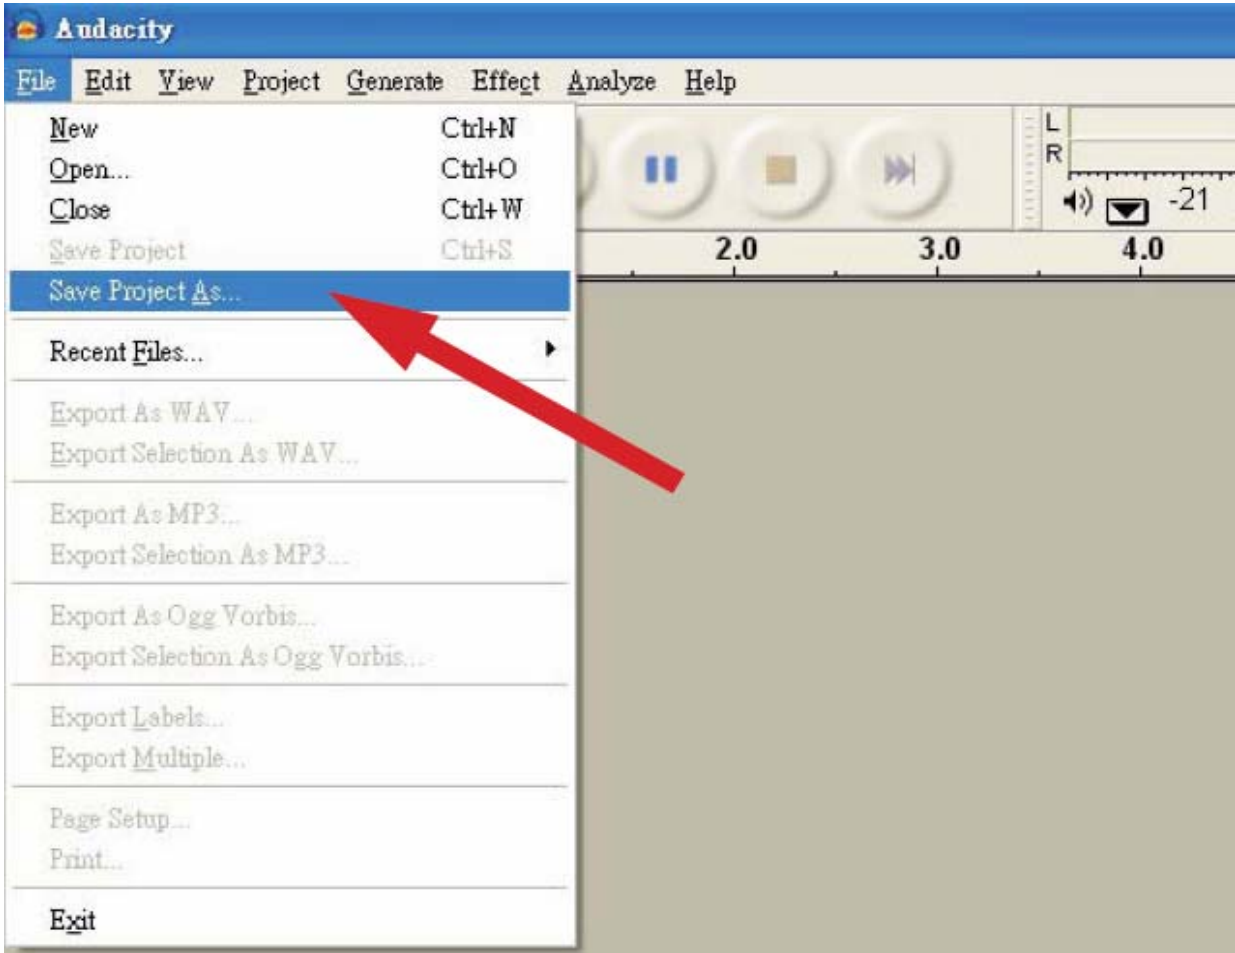 Audacity
File Edit View Project Generate Effect Analyze Help
New Ctrl+N
Open... Ctrl+O
Close Ctrl+W
Save Project Ctrl+S
Save Project As...
Recent Files...
Export As WAV...
Export Selection As WAV...
Export As MP3...
Export Selection As MP3...
Export As Ogg Vorbis...
Export Selection As Ogg Vorbis...
Export Labels...
Export Multiple...
Page Setup...
Print...
Exit
L
R
-21
2.0 3.0 4.0